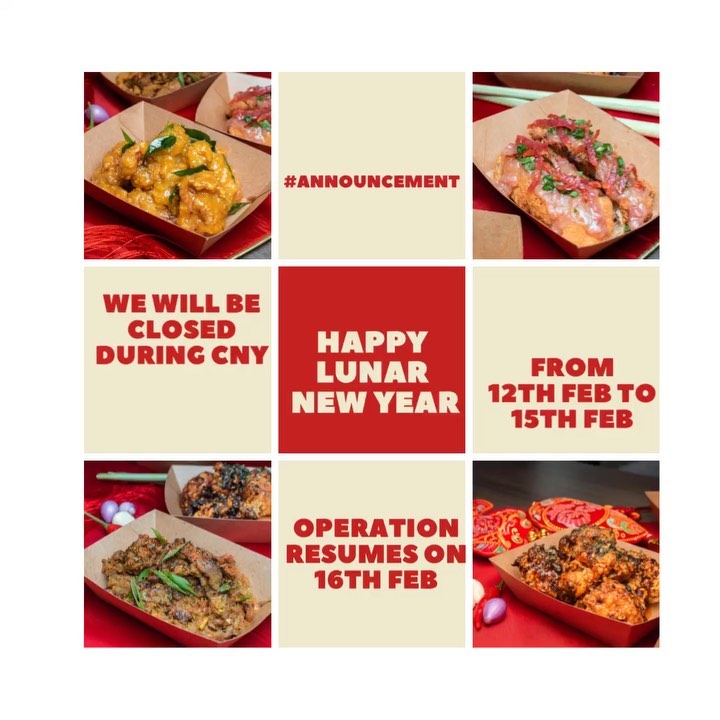 #ANNOUNCEMENT
WE WILL BE
CLOSED
DURING CNY
HAPPY
LUNAR
NEW YEAR
FROM
12TH FEB TO
15TH FEB
OPERATION
RESUMES ON
16TH FEB